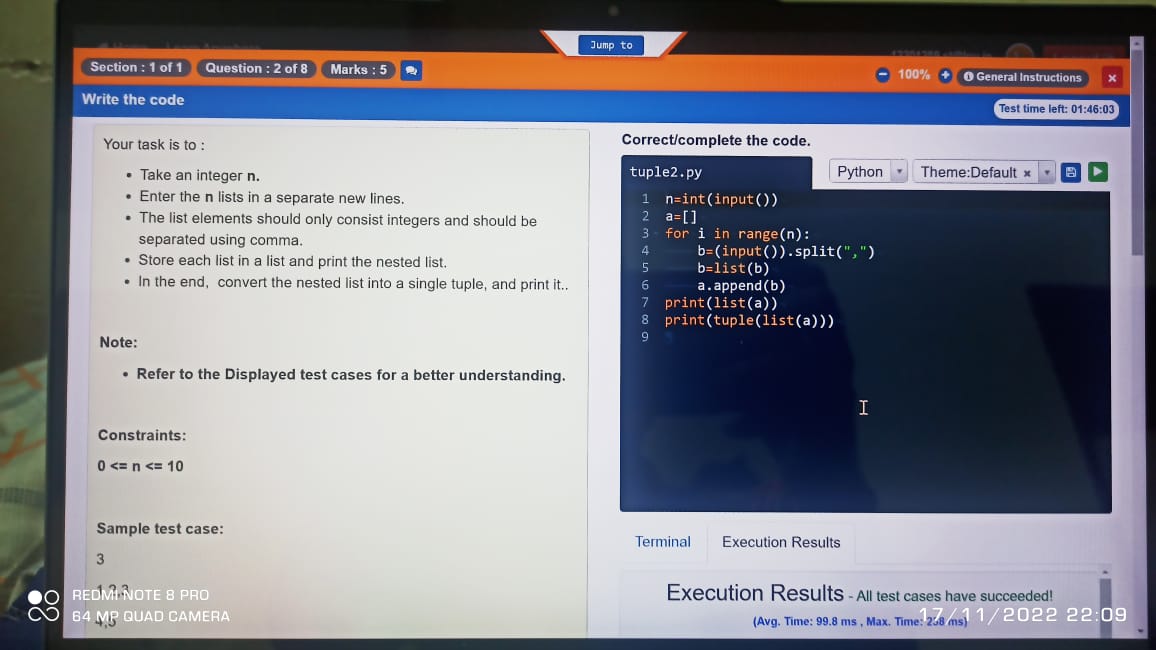 Jump to
Section : 1 of 1 Question : 2 of 8 Marks : 5
100% General Instructions x
Write the code
Test time left: 01:46:03
Your task is to :
• Take an integer n.
• Enter the n lists in a separate new lines.
• The list elements should only consist integers and should be
separated using comma.
• Store each list in a list and print the nested list.
• In the end, convert the nested list into a single tuple, and print it..
Note:
• Refer to the Displayed test cases for a better understanding.
Constraints:
0 <= n <= 10
Sample test case:
3
1,2,3
4,5
Correct/complete the code.
tuple2.py
Python Theme:Default x
1 n=int(input())
2 a=[]
3 for i in range(n):
4 b=(input()).split(",")
5 b=list(b)
6 a.append(b)
7 print(list(a))
8 print(tuple(list(a)))
9
Terminal Execution Results
Execution Results - All test cases have succeeded!
(Avg. Time: 99.8 ms , Max. Time: 238 ms)
REDMI NOTE 8 PRO
64 MP QUAD CAMERA
17/11/2022 22:09